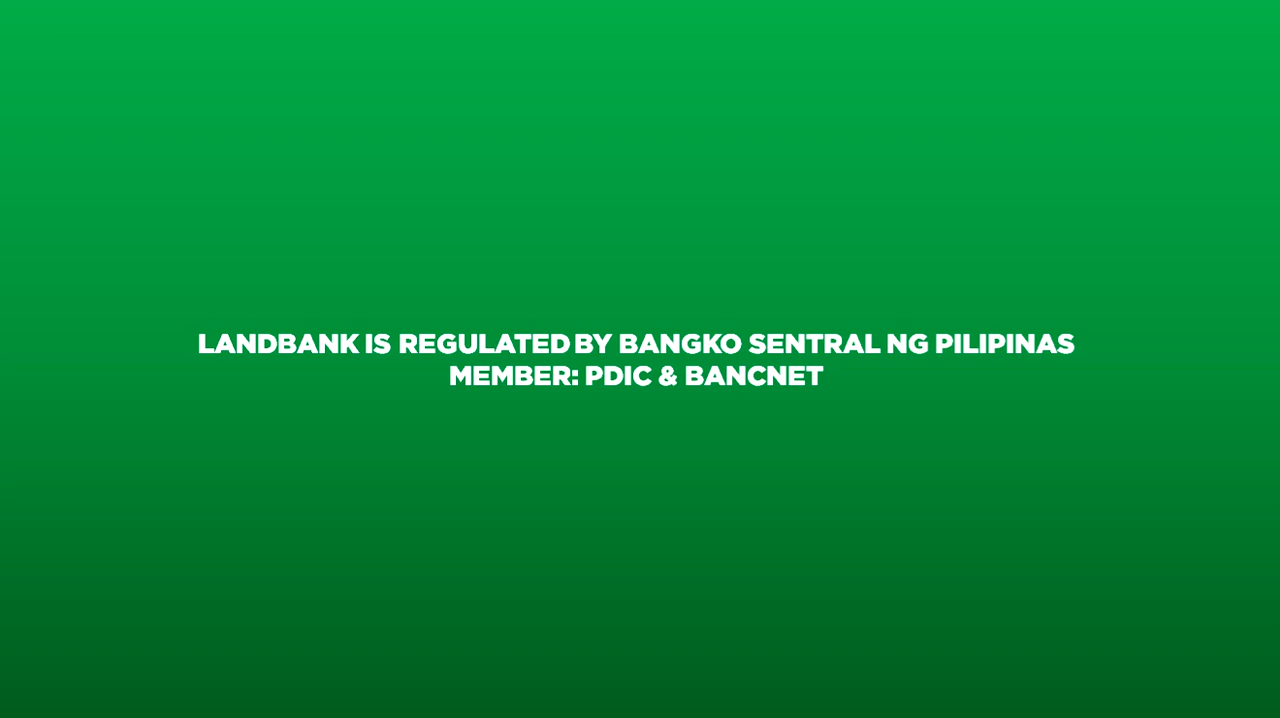 LANDBANK IS REGULATED BY BANGKO SENTRAL NG PILIPINAS
MEMBER: PDIC & BANCNET